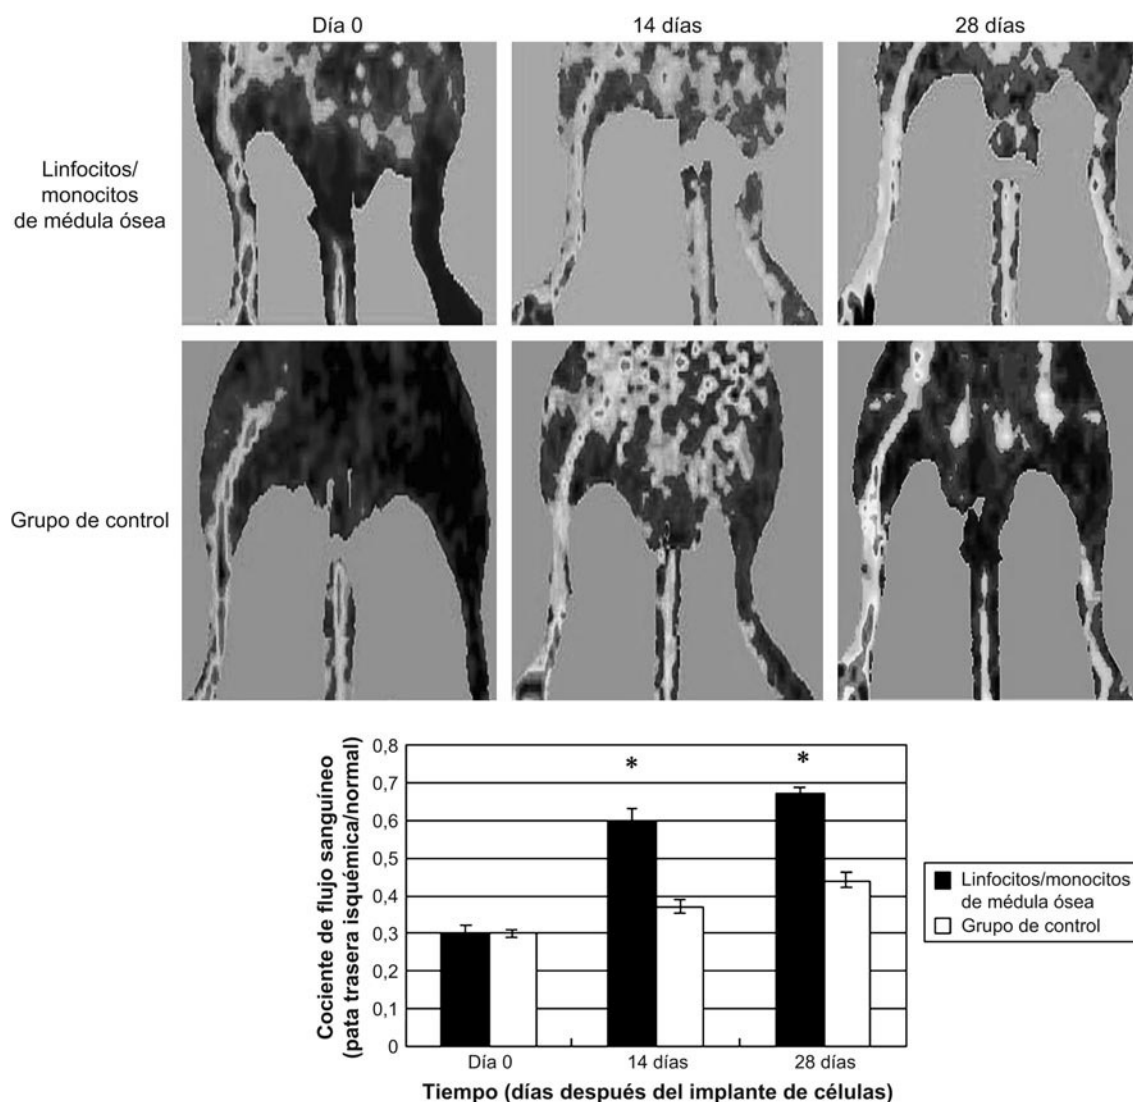 Día 0
14 días
28 días
Linfocitos/
monocitos
de médula ósea
Grupo de control
Cociente de flujo sanguíneo
(pata trasera isquémica/normal)
0,8
0,7
0,6
0,5
0,4
0,3
0,2
0,1
0
*
*
Día 0
14 días
28 días
Tiempo (días después del implante de células)
Linfocitos/monocitos
de médula ósea
Grupo de control